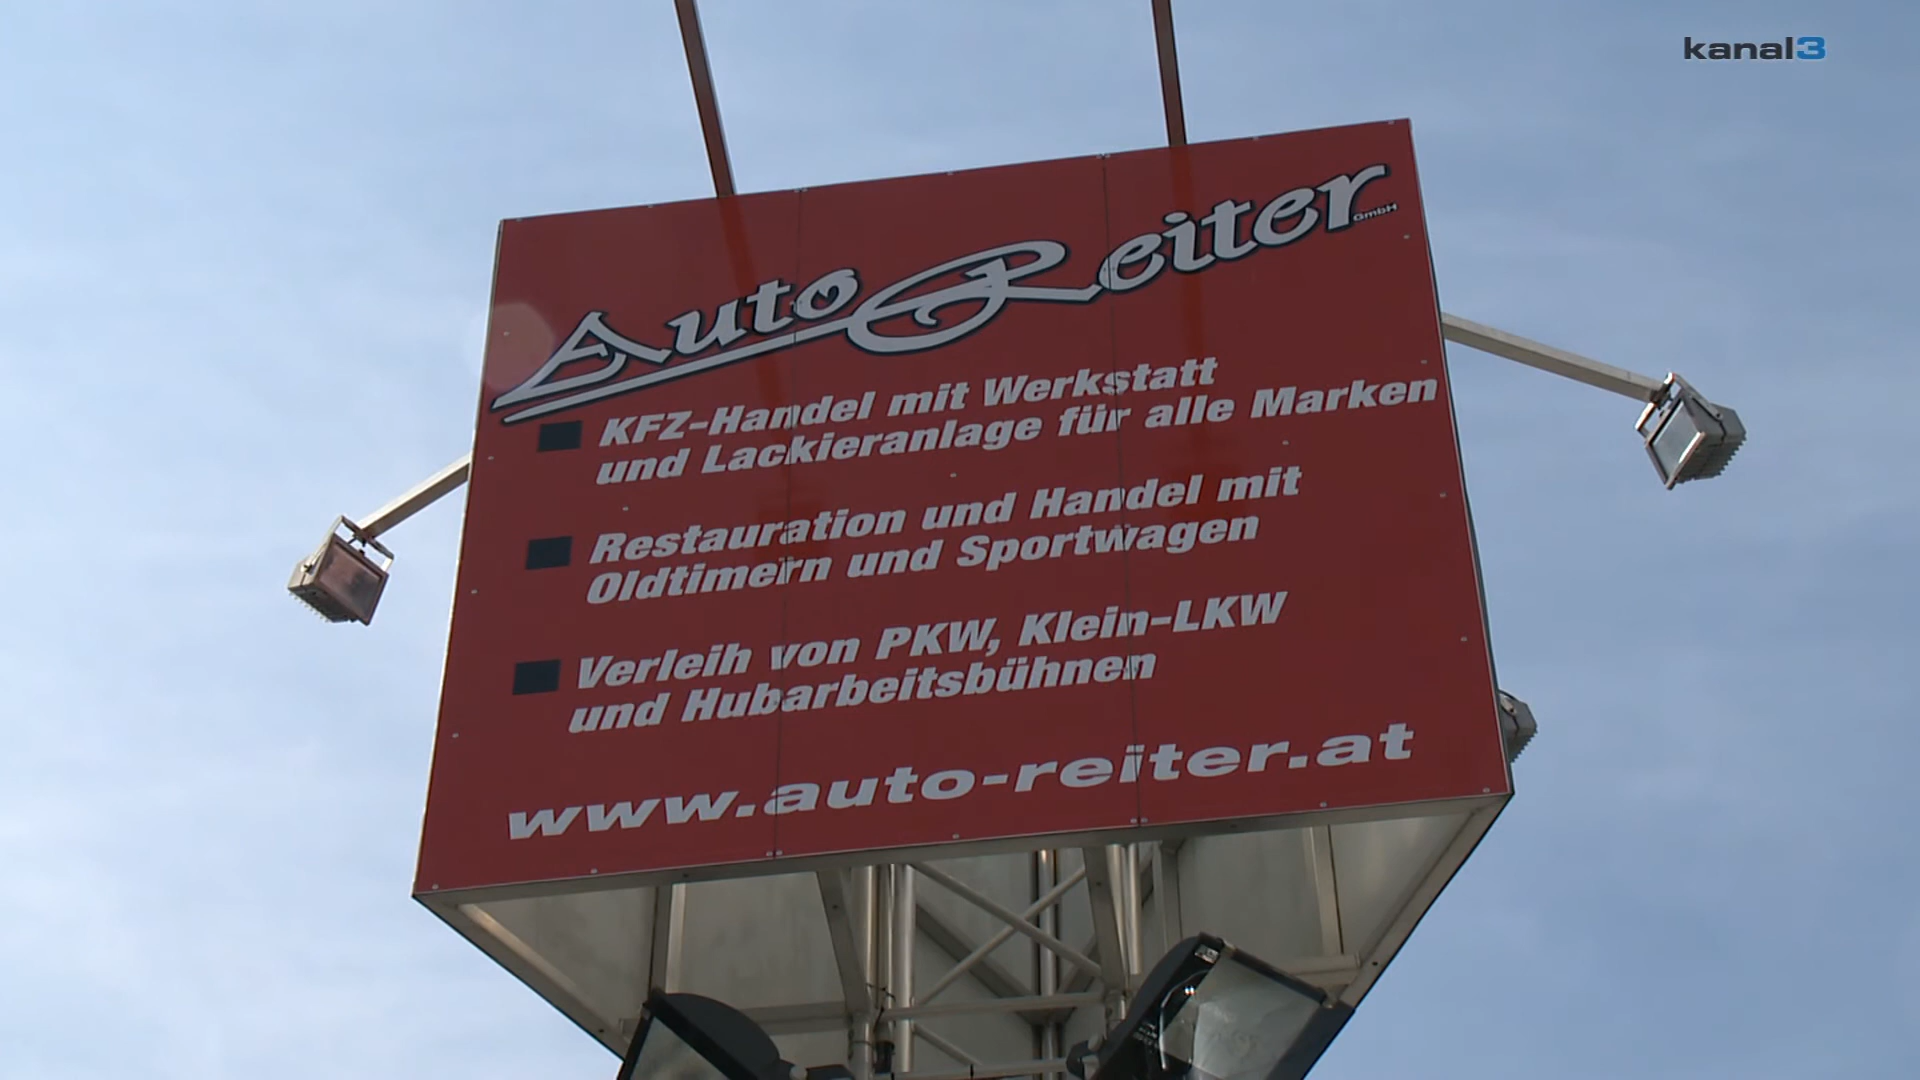 kanal3
Auto Reiter GmbH
KFZ-Handel mit Werkstatt
und Lackieranlage für alle Marken
Restauration und Handel mit
Oldtimern und Sportwagen
Verleih von PKW, Klein-LKW
und Hubarbeitsbühnen
www.auto-reiter.at